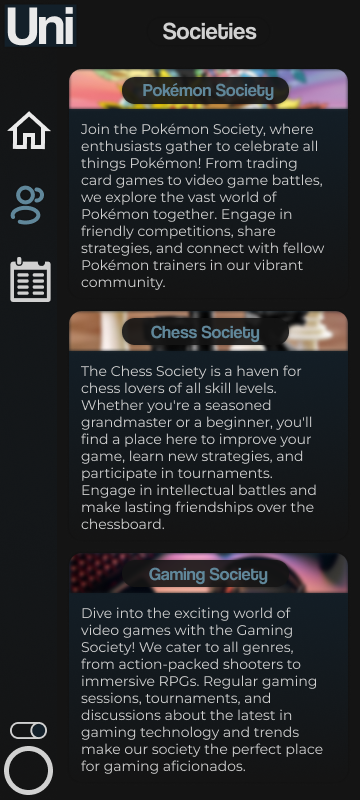 Uni
Societies
Pokémon Society
Join the Pokémon Society, where
enthusiasts gather to celebrate all
things Pokémon! From trading
card games to video game battles,
we explore the vast world of
Pokémon together. Engage in
friendly competitions, share
strategies, and connect with fellow
Pokémon trainers in our vibrant
community.
Chess Society
The Chess Society is a haven for
chess lovers of all skill levels.
Whether you're a seasoned
grandmaster or a beginner, you'll
find a place here to improve your
game, learn new strategies, and
participate in tournaments.
Engage in intellectual battles and
make lasting friendships over the
chessboard.
Gaming Society
Dive into the exciting world of
video games with the Gaming
Society! We cater to all genres,
from action-packed shooters to
immersive RPGs. Regular gaming
sessions, tournaments, and
discussions about the latest in
gaming technology and trends
make our society the perfect place
for gaming aficionados.